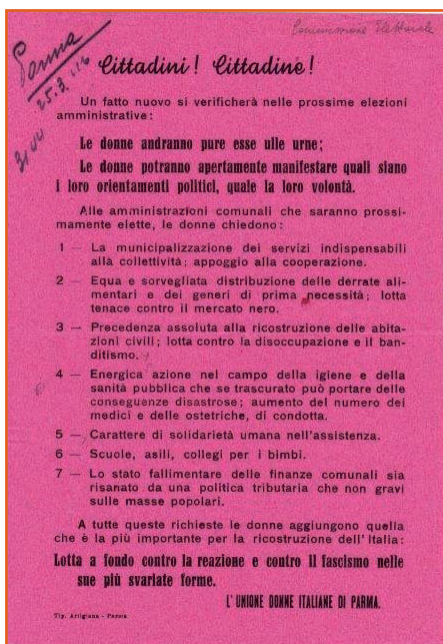 Parma
25.3.
Commissione Elettorale
Cittadini! Cittadine!
Un fatto nuovo si verificherà nelle prossime elezioni
amministrative:
Le donne andranno pure esse ulle urne;
Le donne potranno apertamente manifestare quali siano
i loro orientamenti politici, quale la loro volontà.
Alle amministrazioni comunali che saranno prossi-
mamente elette, le donne chiedono:
1 — La municipalizzazione dei servizi indispensabili
alla collettività; appoggio alla cooperazione.
2 — Equa e sorvegliata distribuzione delle derrate ali-
mentari e dei generi di prima necessità; lotta
tenace contro il mercato nero.
3 — Precedenza assoluta alla ricostruzione delle abita-
zioni civili; lotta contro la disoccupazione e il ban-
ditismo.
4 — Energica azione nel campo della igiene e della
sanità pubblica che se trascurato può portare delle
conseguenze disastrose; aumento del numero dei
medici e delle ostetriche, di condotta.
5 — Carattere di solidarietà umana nell'assistenza.
6 — Scuole, asili, collegi per i bimbi.
7 — Lo stato fallimentare delle finanze comunali sia
risanato da una politica tributaria che non gravi
sulle masse popolari.
A tutte queste richieste le donne aggiungono quella
che è la più importante per la ricostruzione dell'Italia:
Lotta a fondo contro la reazione e contro il fascismo nelle
sue più svariate forme.
L'UNIONE DONNE ITALIANE DI PARMA.
Tip. Artigiana - Parma